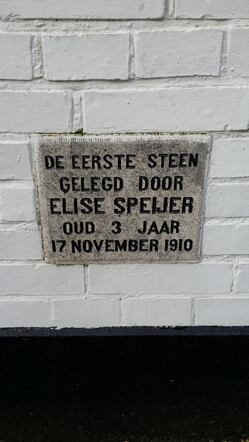 DE EERSTE STEEN
GELEGD DOOR
ELISE SPEIJER
OUD 3 JAAR
17 NOVEMBER 1910